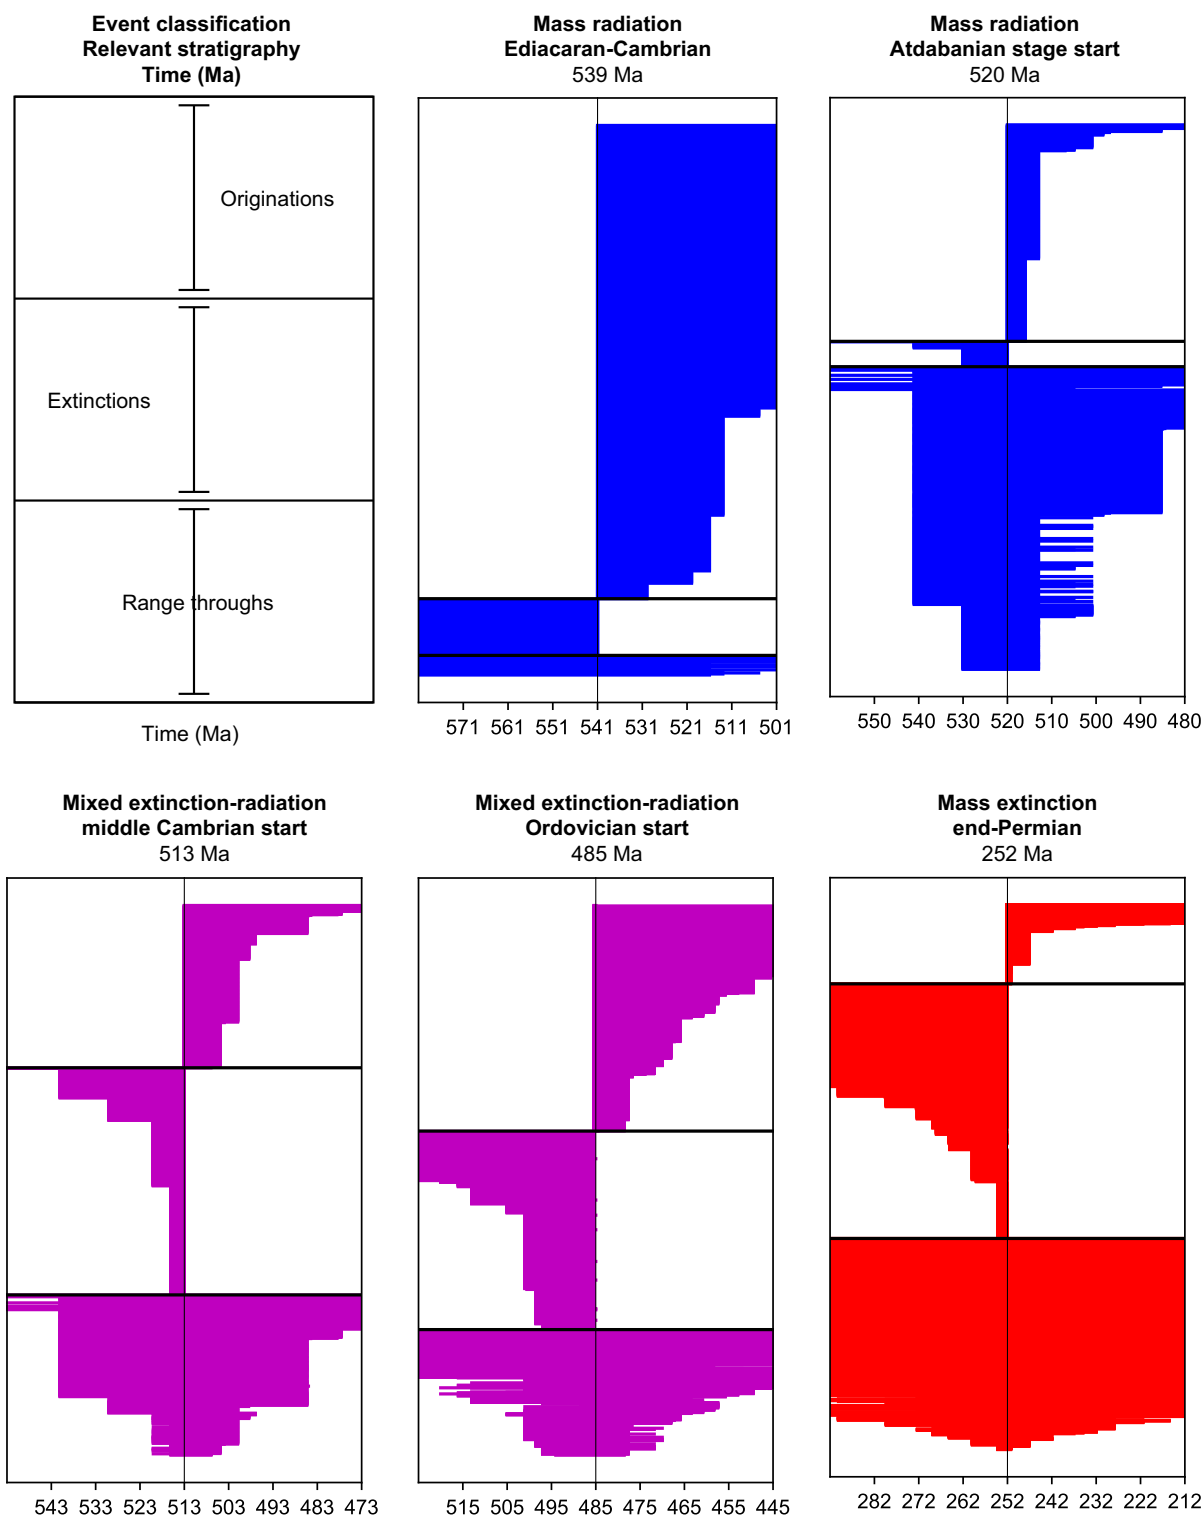 Event classification
Relevant stratigraphy
Time (Ma)
Originations
Extinctions
Range throughs
Time (Ma)
Mass radiation
Ediacaran-Cambrian
539 Ma
571 561 551 541 531 521 511 501
Mass radiation
Atdabanian stage start
520 Ma
550 540 530 520 510 500 490 480
Mixed extinction-radiation
middle Cambrian start
513 Ma
543 533 523 513 503 493 483 473
Mixed extinction-radiation
Ordovician start
485 Ma
515 505 495 485 475 465 455 445
Mass extinction
end-Permian
252 Ma
282 272 262 252 242 232 222 212